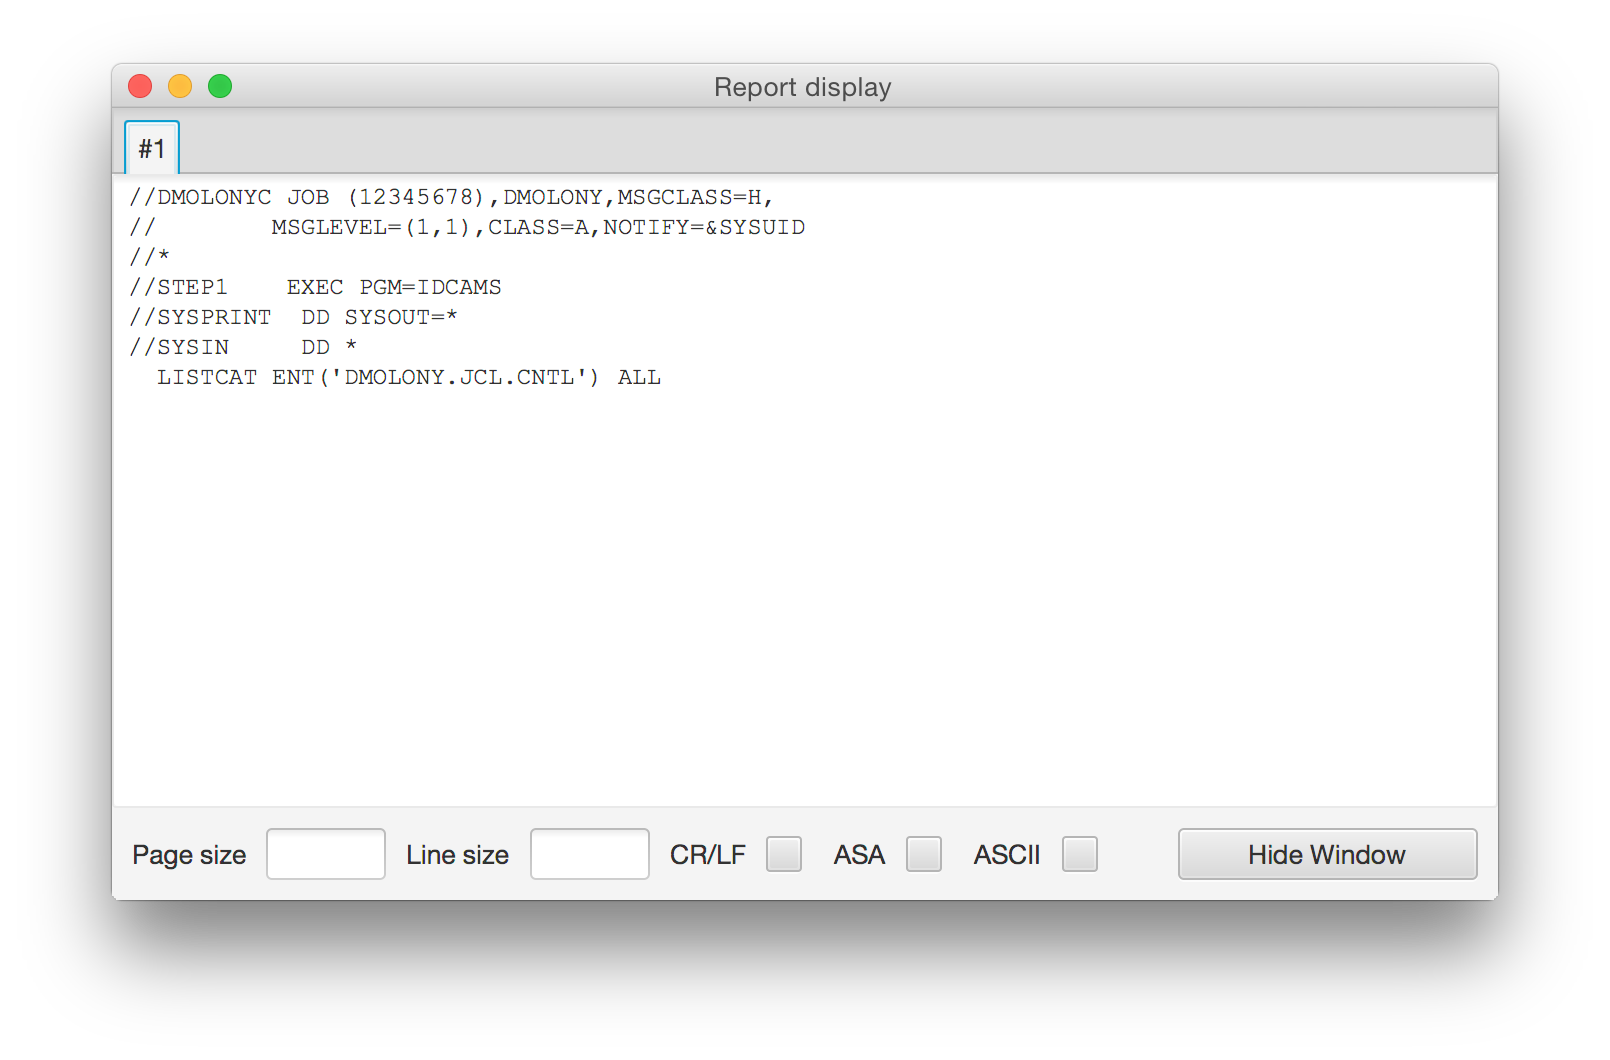 Report display
#1
//DMOLONYC JOB (12345678),DMOLONY,MSGCLASS=H,
//        MSGLEVEL=(1,1),CLASS=A,NOTIFY=&SYSUID
//*
//STEP1    EXEC PGM=IDCAMS
//SYSPRINT  DD SYSOUT=*
//SYSIN     DD *
  LISTCAT ENT('DMOLONY.JCL.CNTL') ALL
Page size Line size CR/LF ASA ASCII Hide Window